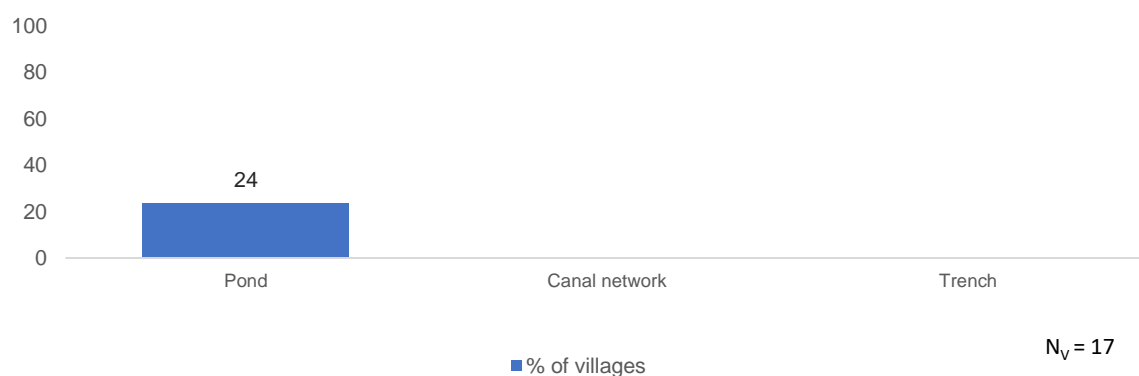 100
80
60
40
20
0
24
Pond Canal network Trench
% of villages
NV = 17